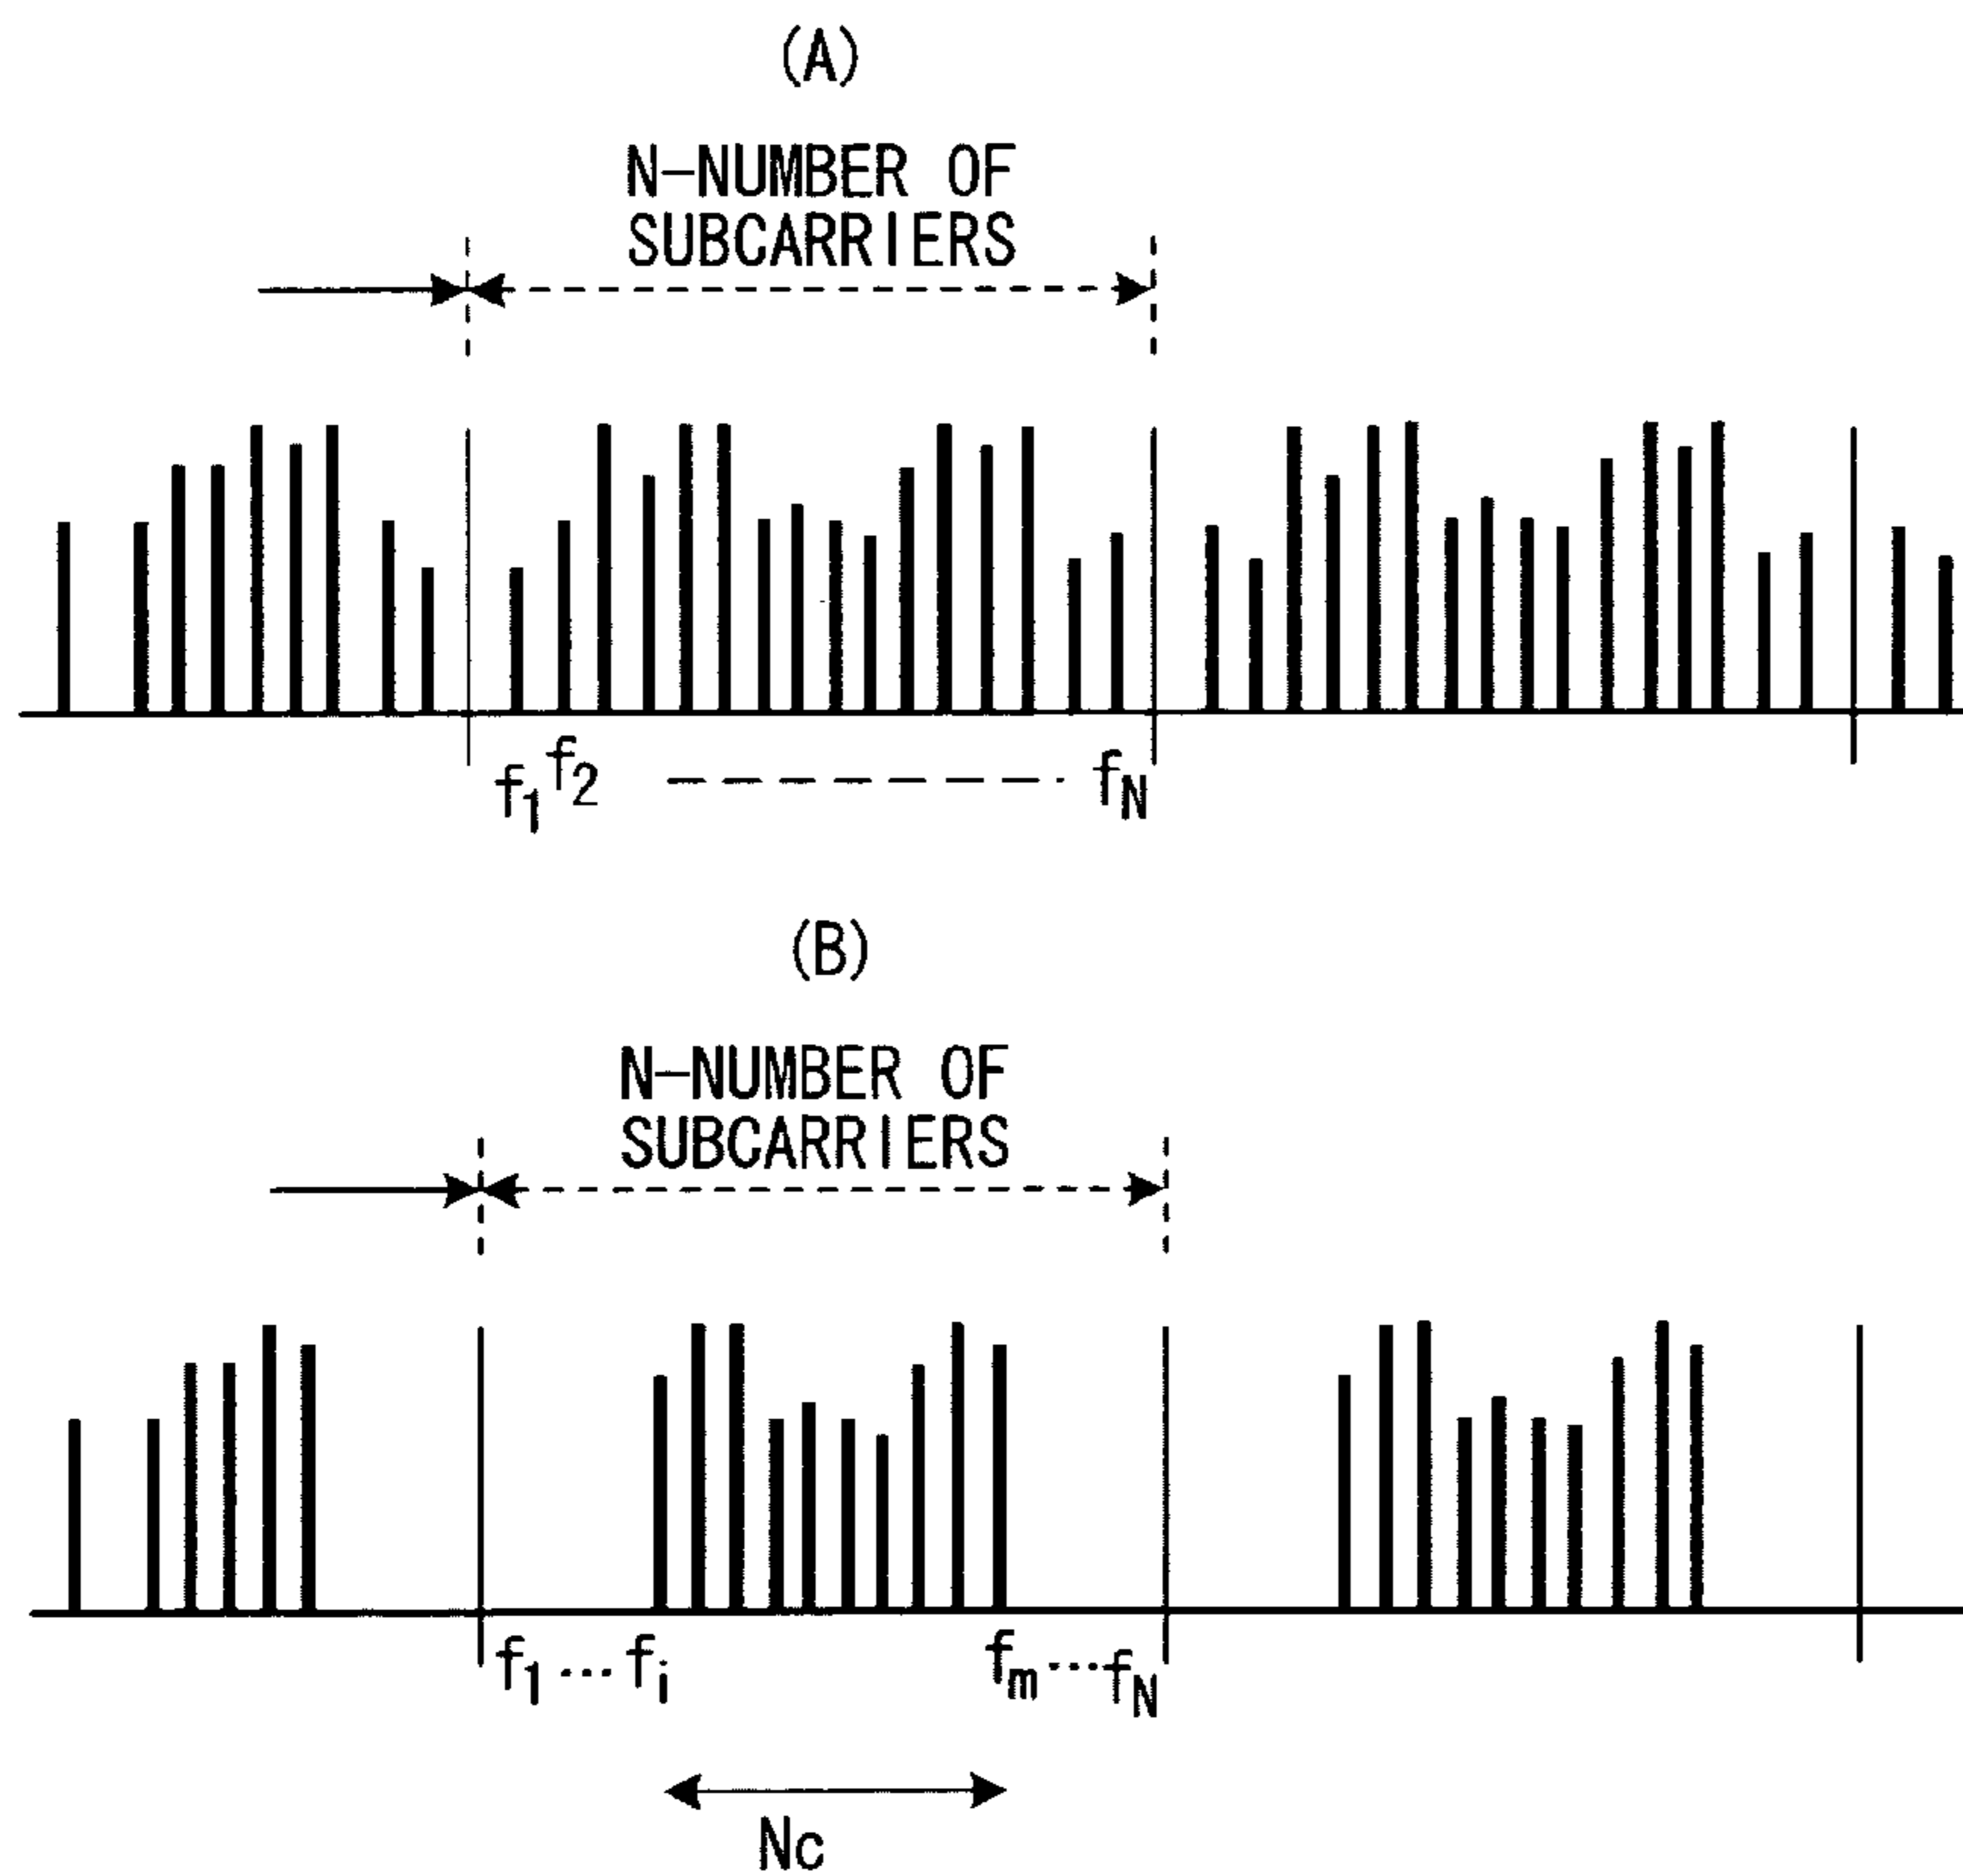 (A)
N-NUMBER OF
SUBCARRIERS
f1 f2 ———————— fN
(B)
N-NUMBER OF
SUBCARRIERS
f1...fi fm...fN
Nc